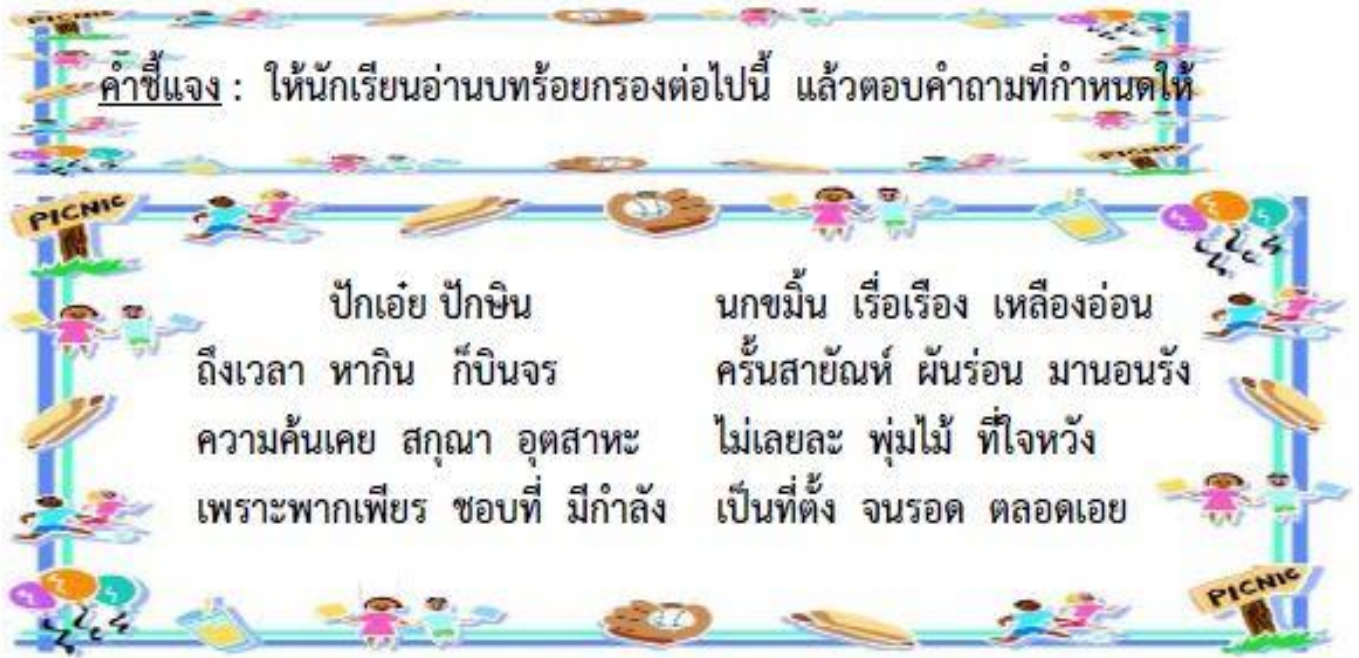 คำชี้แจง : ให้นักเรียนอ่านบทร้อยกรองต่อไปนี้ แล้วตอบคำถามที่กำหนดให้
PICNIC
PICNIC
PICNIC
ปักเอ๋ย ปักษิน นกขมิ้น เรื่อเรือง เหลืองอ่อน
ถึงเวลา หากิน ก็บินจร ครั้นสายัณห์ ผันร่อน มานอนรัง
ความค้นเคย สกุณา อุตสาหะ ไม่เลยละ พุ่มไม้ ที่ใจหวัง
เพราะพากเพียร ชอบที่ มีกำลัง เป็นที่ตั้ง จนรอด ตลอดเอย
PICNIC